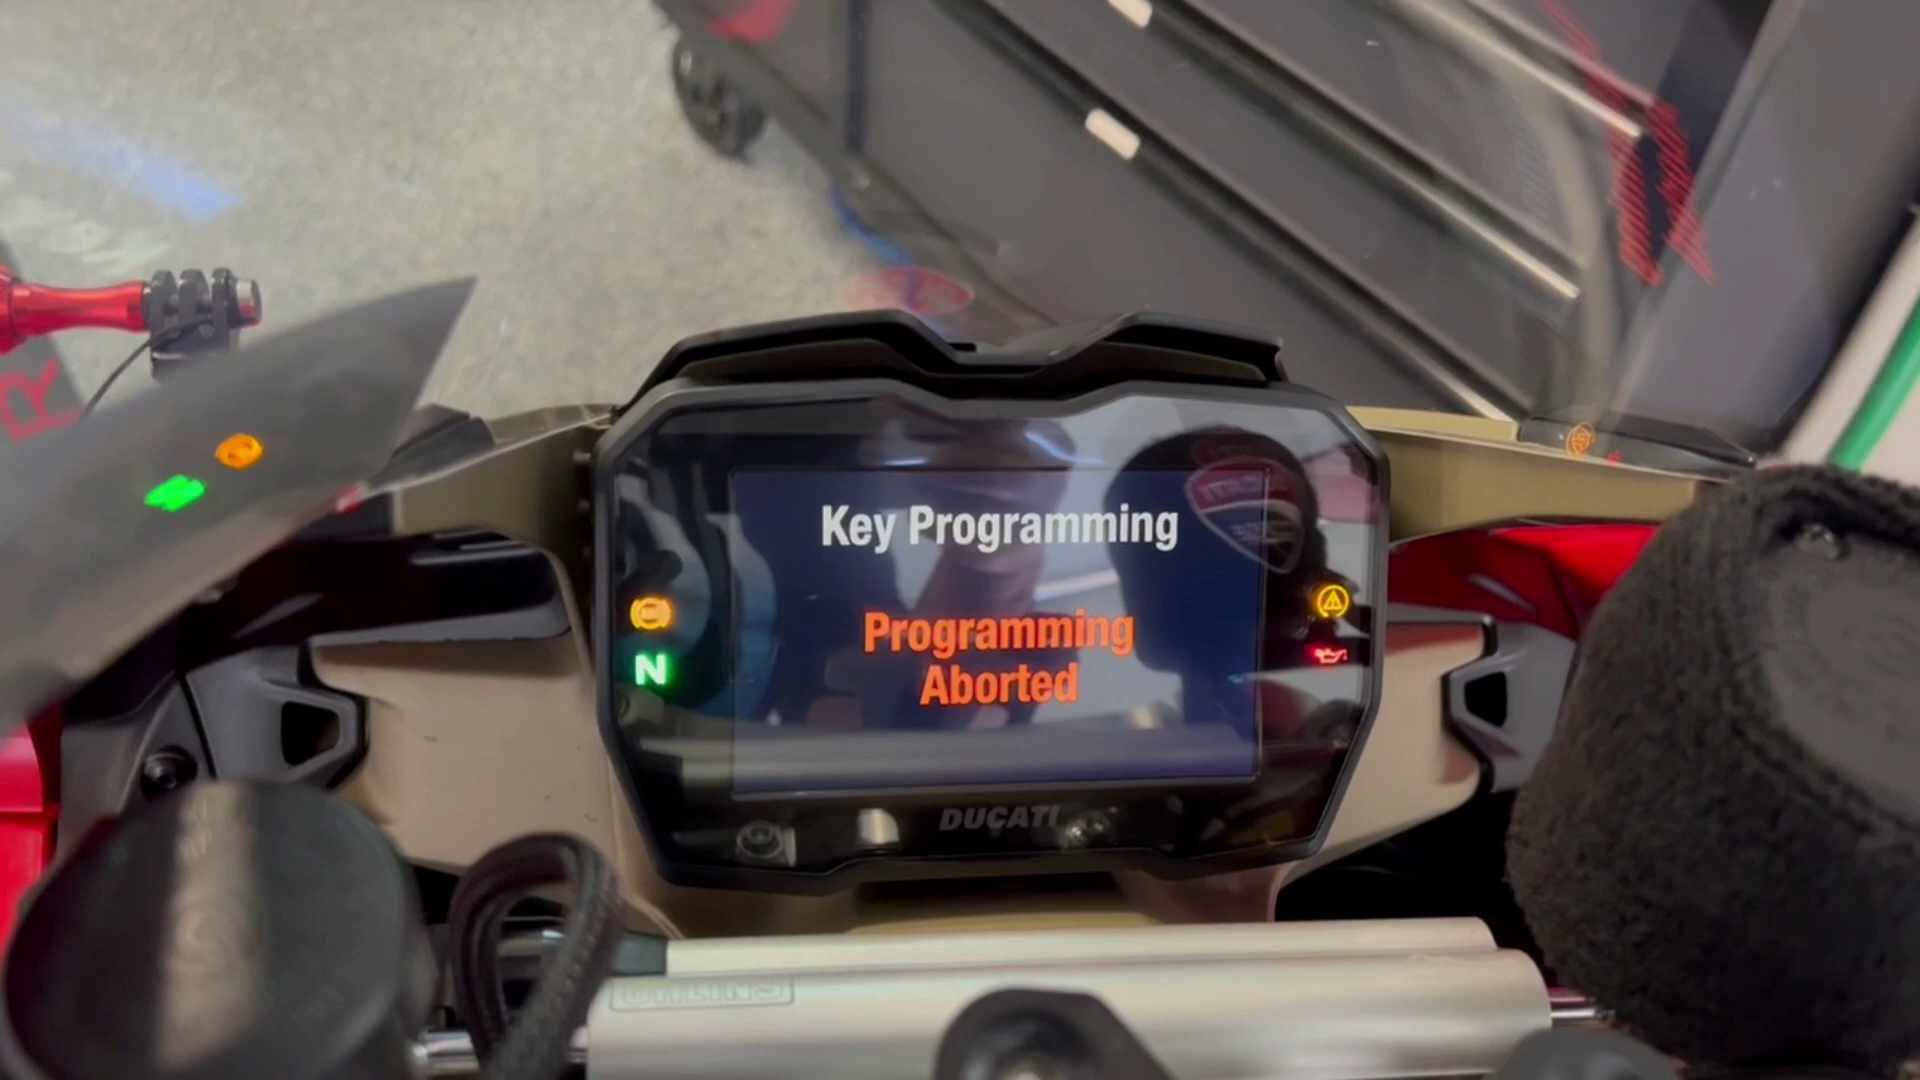 Key Programming
Programming
Aborted
N
DUCATI
R